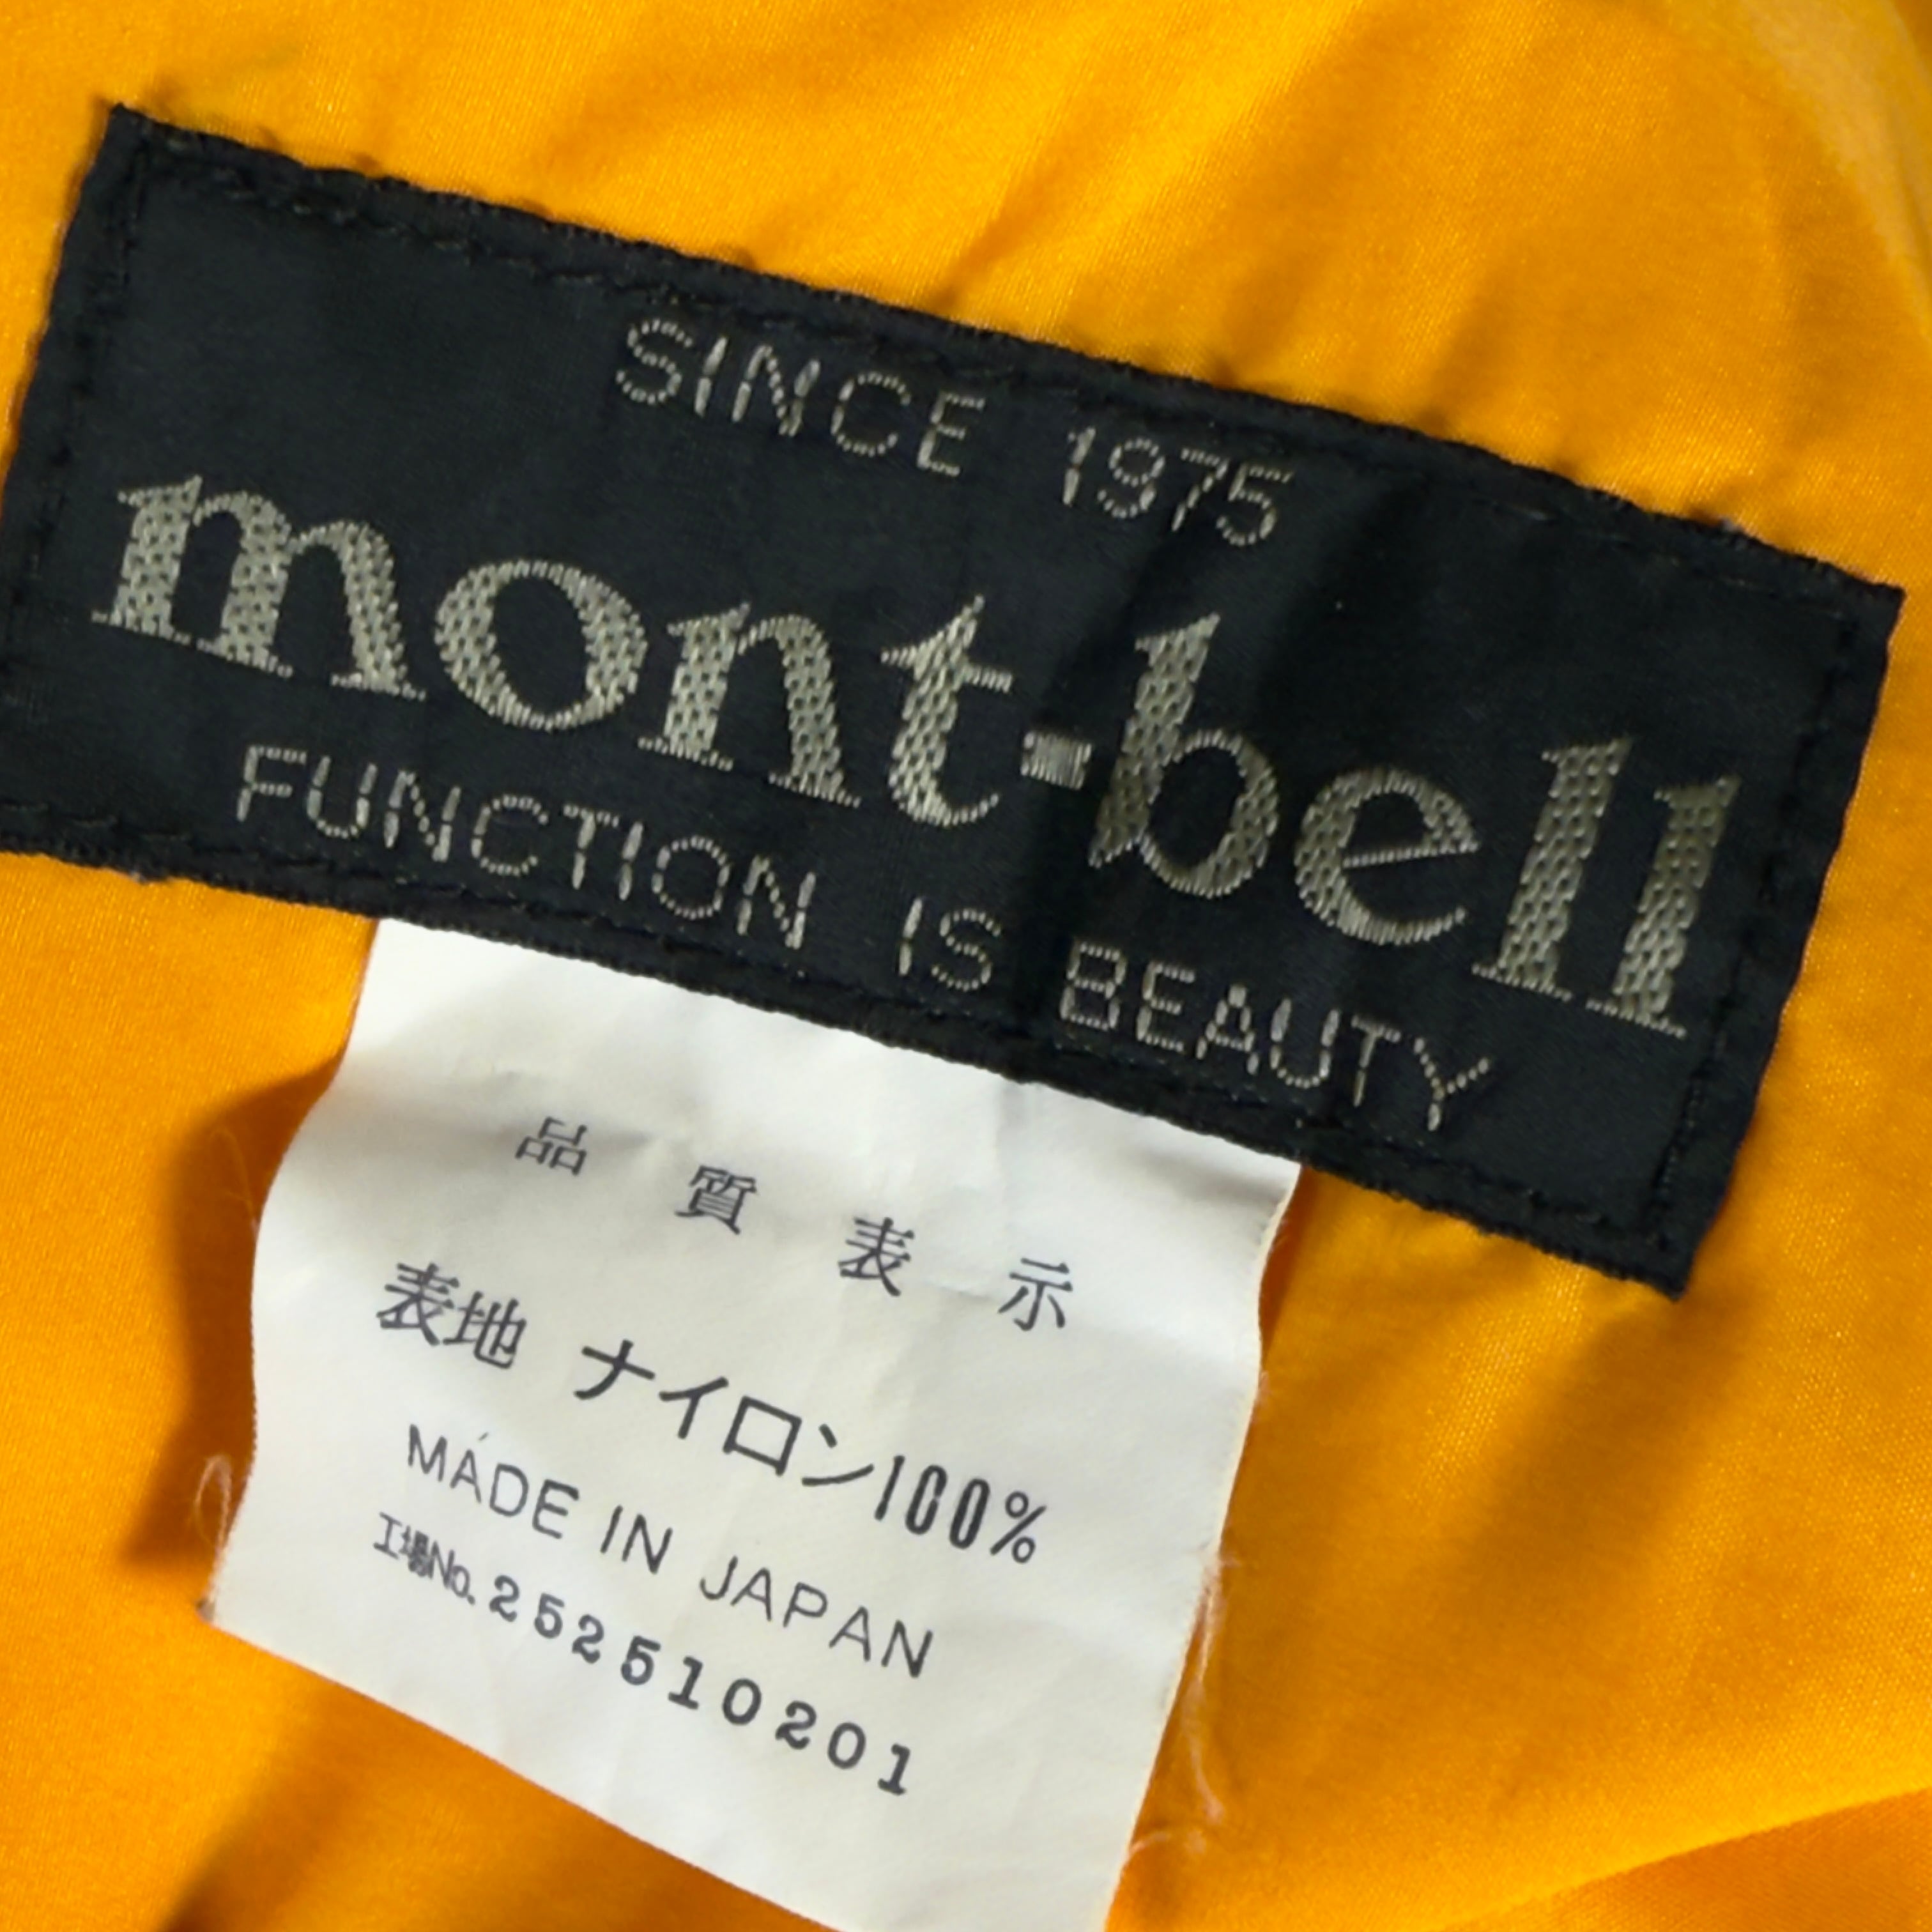 SINCE 1975
mont-bell
FUNCTION IS BEAUTY
品質表示
表地 ナイロン100%
MADE IN JAPAN
工場No.252510201